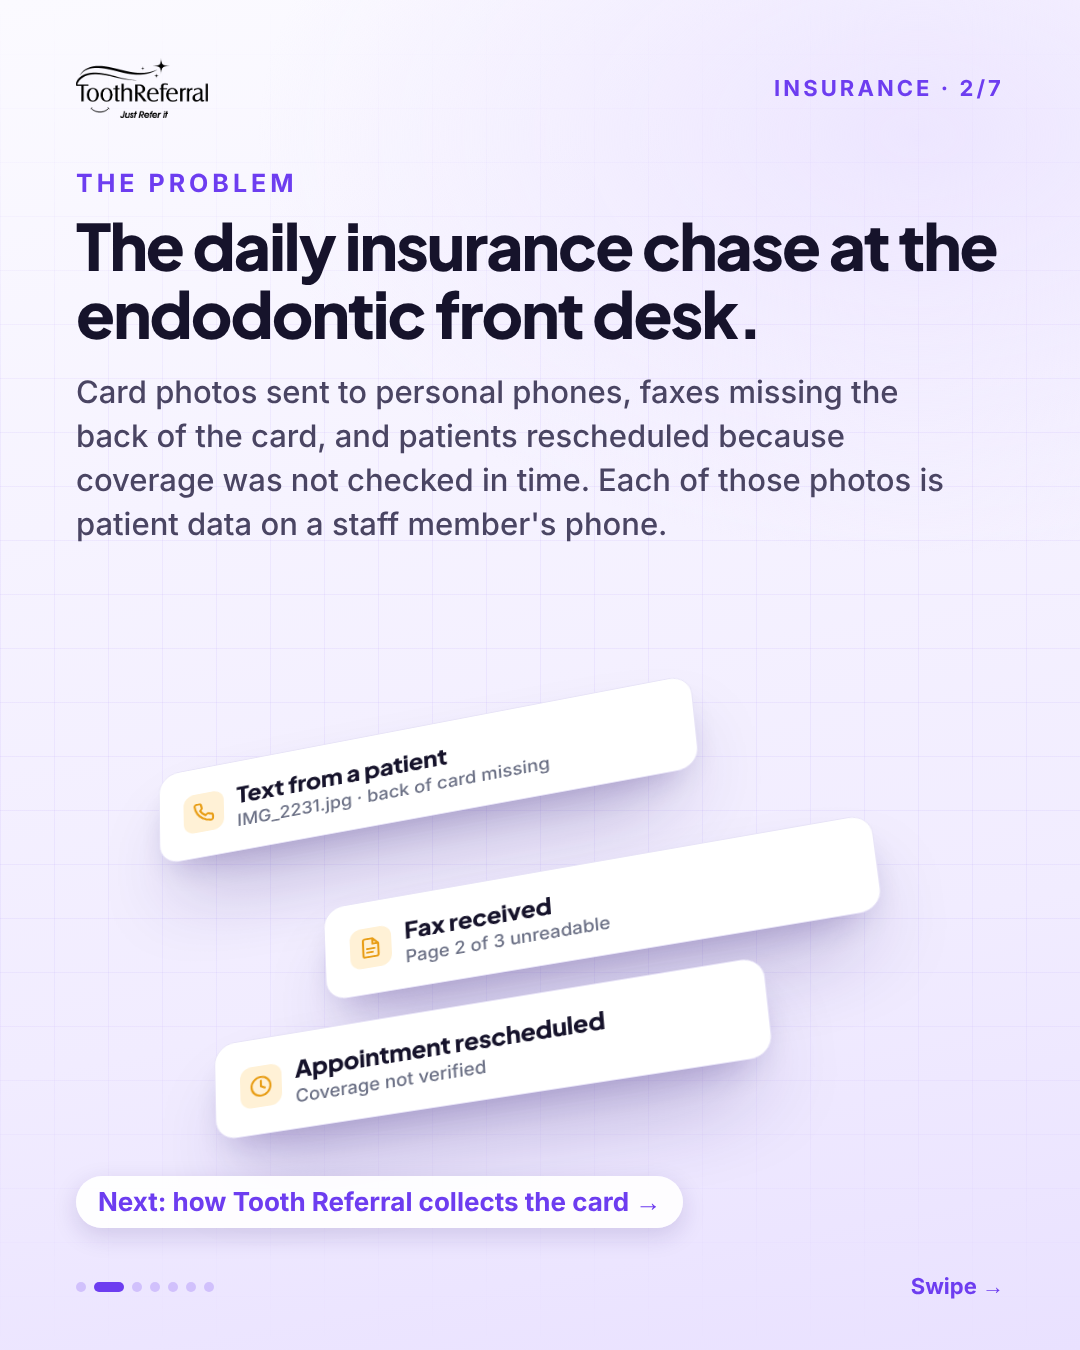 ToothReferral
Just Refer it
INSURANCE · 2/7
THE PROBLEM
The daily insurance chase at the
endodontic front desk.
Card photos sent to personal phones, faxes missing the
back of the card, and patients rescheduled because
coverage was not checked in time. Each of those photos is
patient data on a staff member's phone.
Text from a patient
IMG_2231.jpg · back of card missing
Fax received
Page 2 of 3 unreadable
Appointment rescheduled
Coverage not verified
Next: how Tooth Referral collects the card →
Swipe →